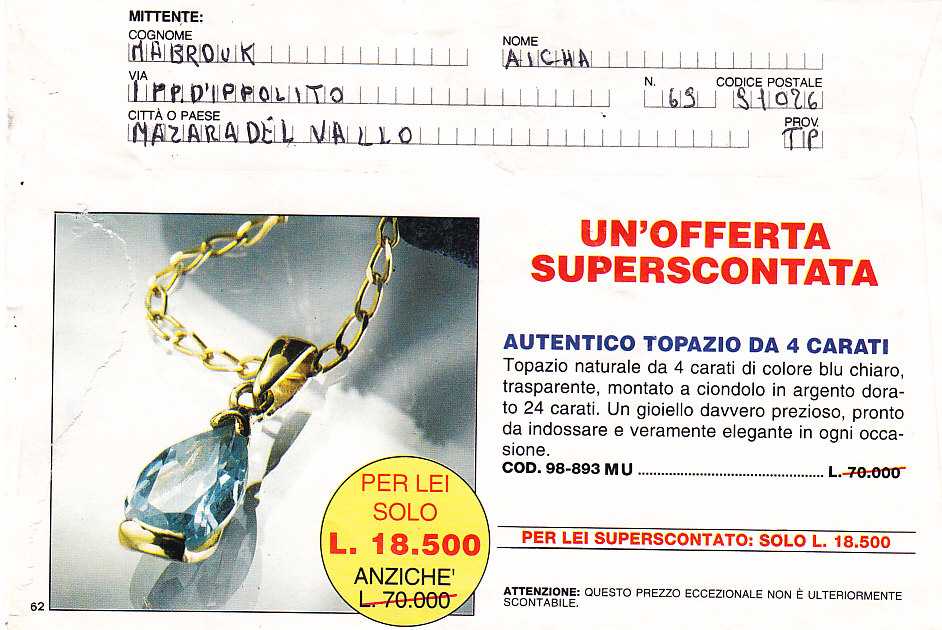 MITTENTE:
COGNOME
MABROUK
NOME
AICHA
VIA
IPP D'IPPOLITO
N.
69
CODICE POSTALE
91026
CITTÀ O PAESE
MAZARA DEL VALLO
PROV.
TP
UN'OFFERTA
SUPERSCONTATA
AUTENTICO TOPAZIO DA 4 CARATI
Topazio naturale da 4 carati di colore blu chiaro,
trasparente, montato a ciondolo in argento dora-
to 24 carati. Un gioiello davvero prezioso, pronto
da indossare e veramente elegante in ogni occa-
sione.
COD. 98-893 MU ................................................ L. 70.000
PER LEI
SOLO
L. 18.500
ANZICHE'
L. 70.000
PER LEI SUPERSCONTATO: SOLO L. 18.500
ATTENZIONE: QUESTO PREZZO ECCEZIONALE NON È ULTERIORMENTE
SCONTABILE.
62